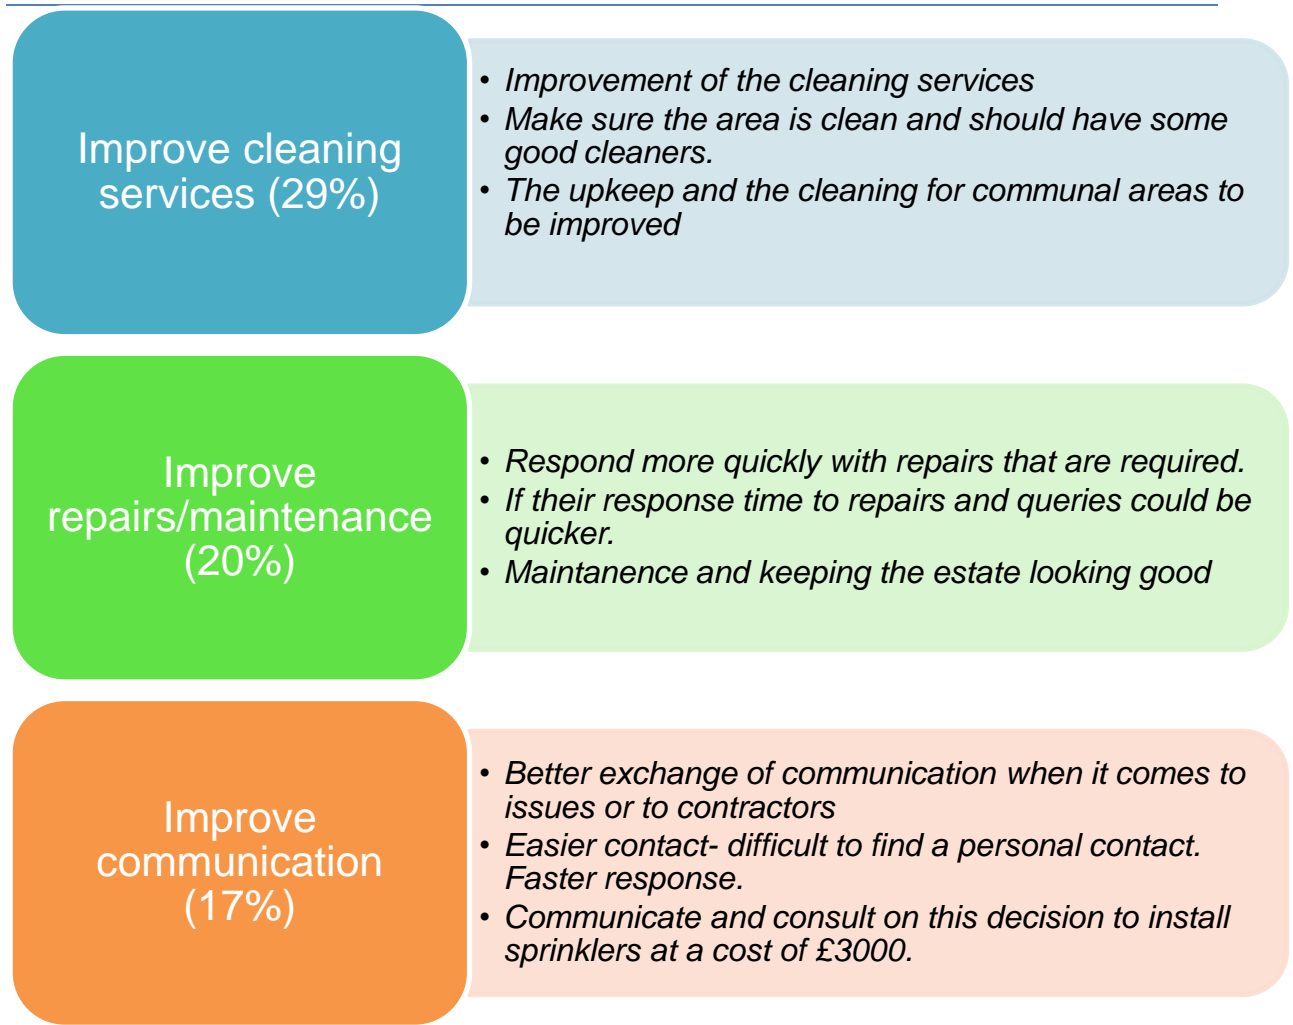 Improve cleaning
services (29%)
• Improvement of the cleaning services
• Make sure the area is clean and should have some
good cleaners.
• The upkeep and the cleaning for communal areas to
be improved
Improve
repairs/maintenance
(20%)
• Respond more quickly with repairs that are required.
• If their response time to repairs and queries could be
quicker.
• Maintanence and keeping the estate looking good
Improve
communication
(17%)
• Better exchange of communication when it comes to
issues or to contractors
• Easier contact- difficult to find a personal contact.
Faster response.
• Communicate and consult on this decision to install
sprinklers at a cost of £3000.